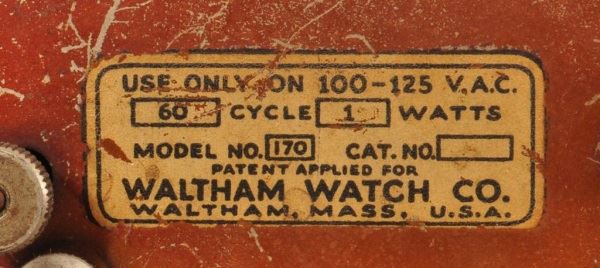 USE ONLY ON 100-125 V.A.C.
60 CYCLE 1 WATTS
MODEL NO. 170 CAT. NO.
PATENT APPLIED FOR
WALTHAM WATCH CO.
WALTHAM, MASS, U.S.A.